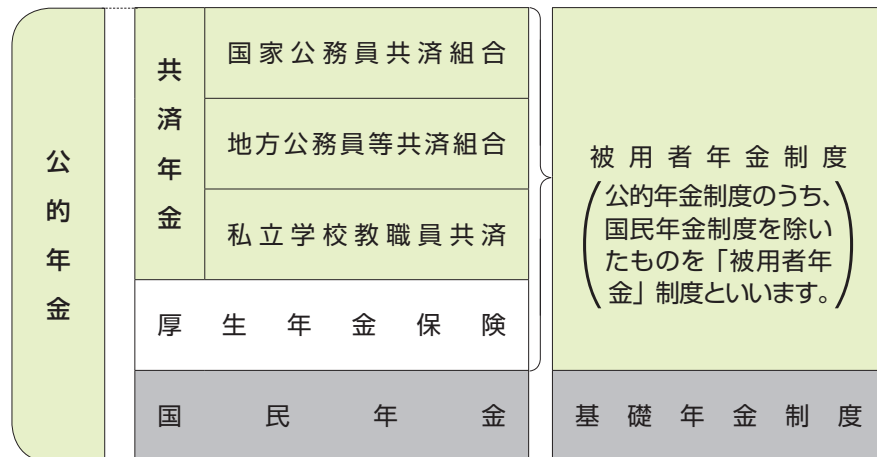 公的年金
共済年金
国家公務員共済組合
地方公務員等共済組合
私立学校教職員共済
厚生年金保険
国民年金
被用者年金制度
(公的年金制度のうち、
国民年金制度を除い
たものを「被用者年
金」制度といいます。)
基礎年金制度